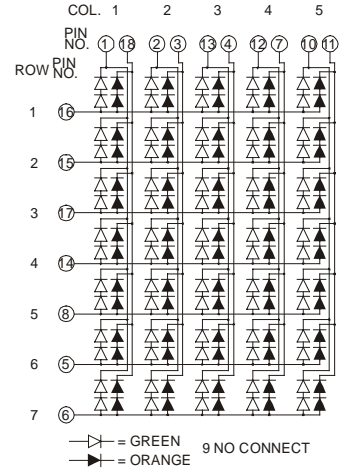 COL. 1 2 3 4 5
PIN NO. 1 18 2 3 13 4 12 7 10 11
ROW PIN NO.
1 16
2 15
3 17
4 14
5 8
6 5
7 6
= GREEN
= ORANGE
9 NO CONNECT